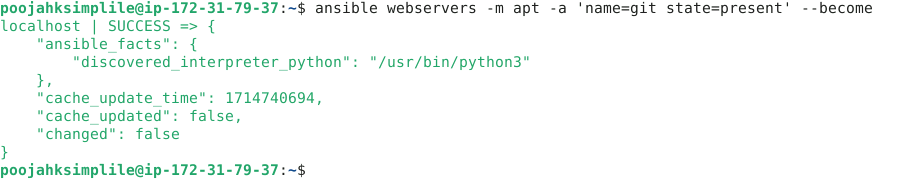 poojahksimplile@ip-172-31-79-37:~$ ansible webservers -m apt -a 'name=git state=present' --become
localhost | SUCCESS => {
    "ansible_facts": {
        "discovered_interpreter_python": "/usr/bin/python3"
    },
    "cache_update_time": 1714740694,
    "cache_updated": false,
    "changed": false
}
poojahksimplile@ip-172-31-79-37:~$